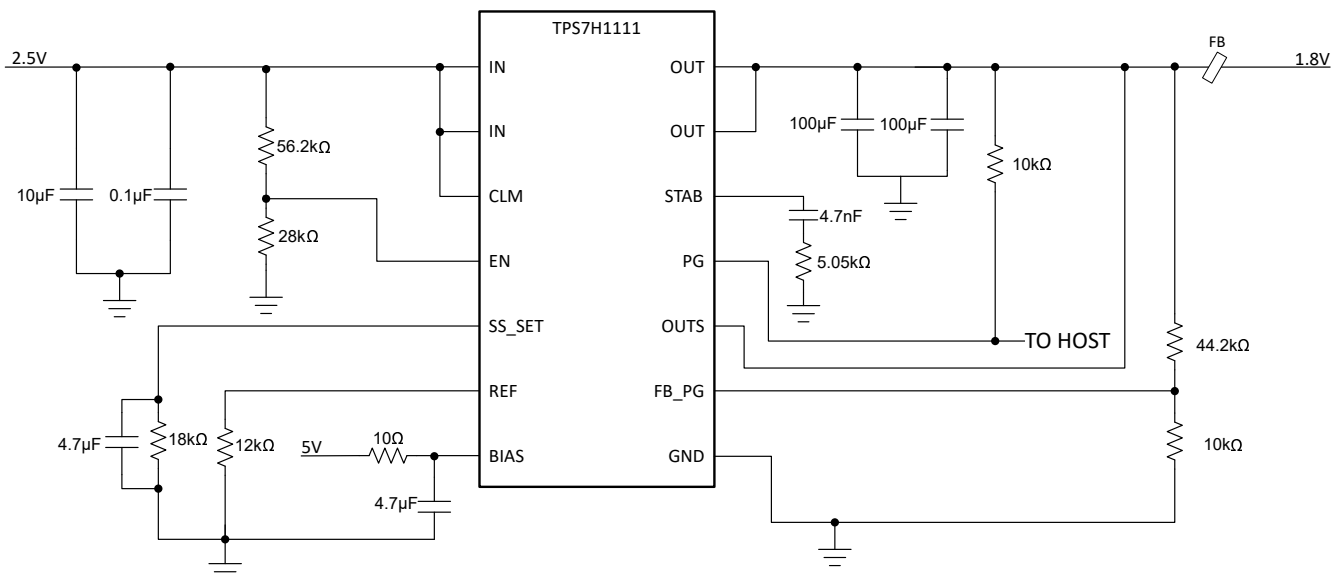 TPS7H1111
2.5V
IN
OUT
FB
1.8V
IN
OUT
56.2kΩ
100µF
100µF
10kΩ
10µF
0.1µF
CLM
STAB
4.7nF
28kΩ
EN
PG
5.05kΩ
SS_SET
OUTS
TO HOST
44.2kΩ
REF
FB_PG
4.7µF
18kΩ
12kΩ
5V
10Ω
BIAS
GND
10kΩ
4.7µF